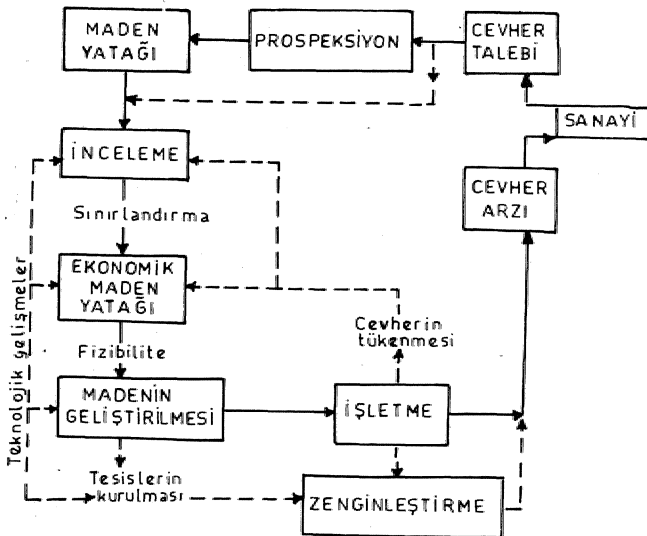 MADEN
YATAĞI
PROSPEKSİYON
CEVHER
TALEBİ
SANAYİ
İNCELEME
CEVHER
ARZI
Sınırlandırma
EKONOMİK
MADEN
YATAĞI
Teknolojik gelişmeler
Cevherin
tükenmesi
Fizibilite
MADENİN
GELİŞTİRİLMESİ
İŞLETME
Tesislerin
kurulması
ZENGİNLEŞTİRME